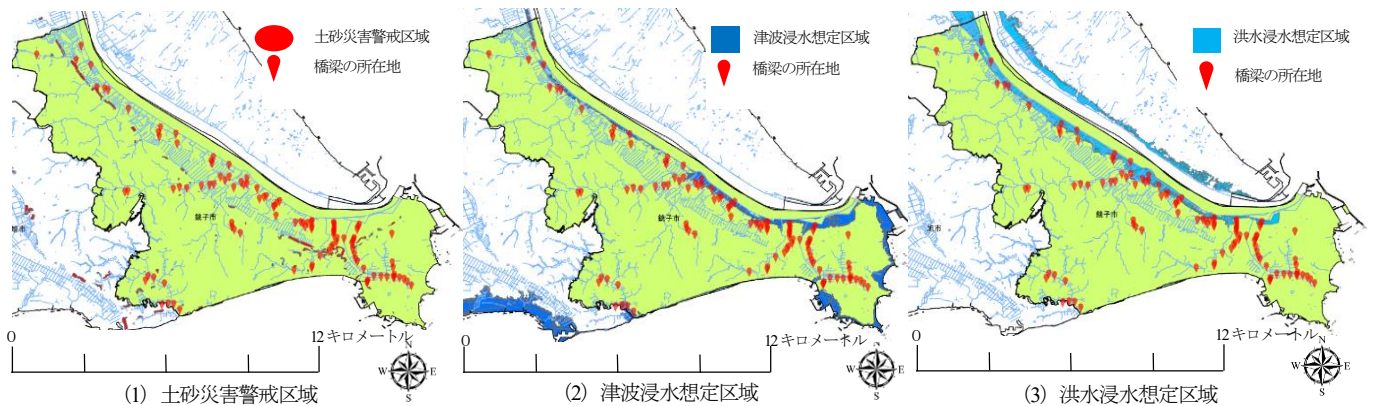 土砂災害警戒区域
橋梁の所在地
銚子市
0
12キロメートル
N
W
E
S
(1) 土砂災害警戒区域
津波浸水想定区域
橋梁の所在地
銚子市
0
12キロメートル
N
W
E
S
(2) 津波浸水想定区域
洪水浸水想定区域
橋梁の所在地
銚子市
0
12キロメートル
N
W
E
S
(3) 洪水浸水想定区域